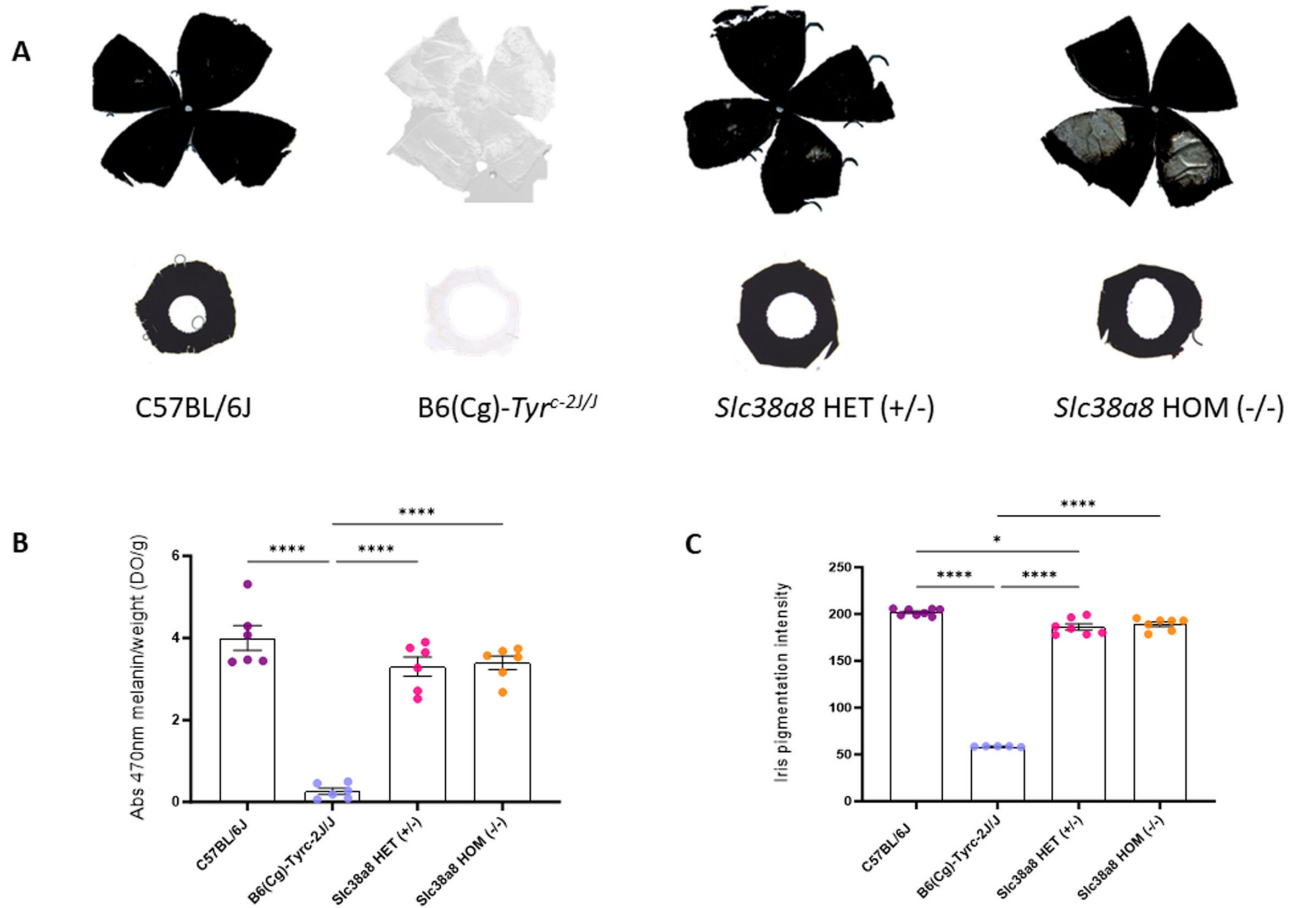 A
C57BL/6J
B6(Cg)-Tyrc-2J/J
Slc38a8 HET (+/-)
Slc38a8 HOM (-/-)
B
Abs 470nm melanin/weight (DO/g)
6
4
2
0
****
****
****
C57BL/6J
B6(Cg)-Tyrc-2J/J
Slc38a8 HET (+/-)
Slc38a8 HOM (-/-)
C
Iris pigmentation intensity
250
200
150
100
50
0
****
*
****
****
C57BL/6J
B6(Cg)-Tyrc-2J/J
Slc38a8 HET (+/-)
Slc38a8 HOM (-/-)